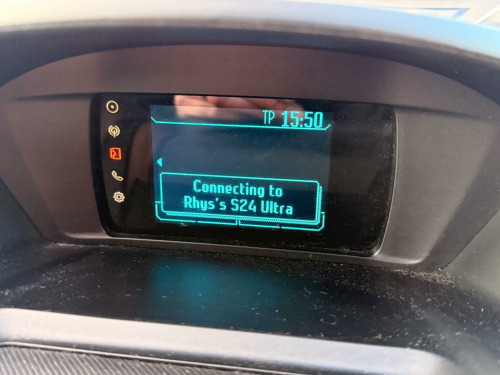 TP 15:50
Connecting to
Rhys's S24 Ultra